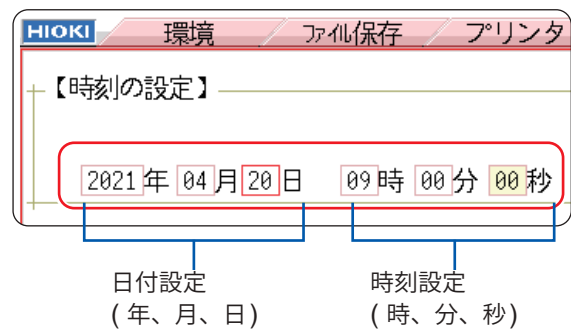 HIOKI 環境 ファイル保存 プリンタ
【時刻の設定】
2021年 04月20日 09時 00分 00秒
日付設定 時刻設定
(年、月、日) (時、分、秒)